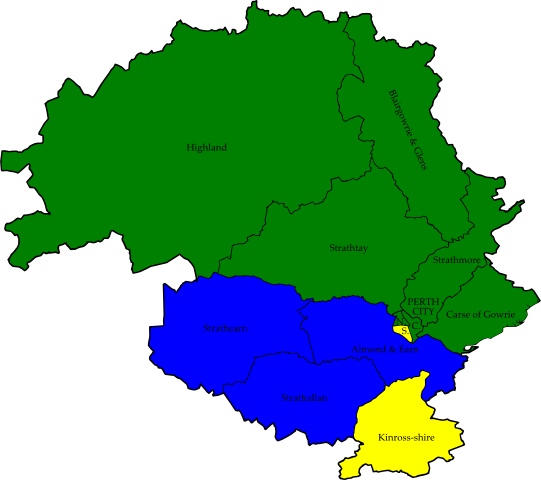 Highland
Blairgowrie & Glens
Strathtay
Strathmore
PERTH
CITY
Carse of Gowrie
N.
S.
C.
Strathearn
Almond & Earn
Strathallan
Kinross-shire